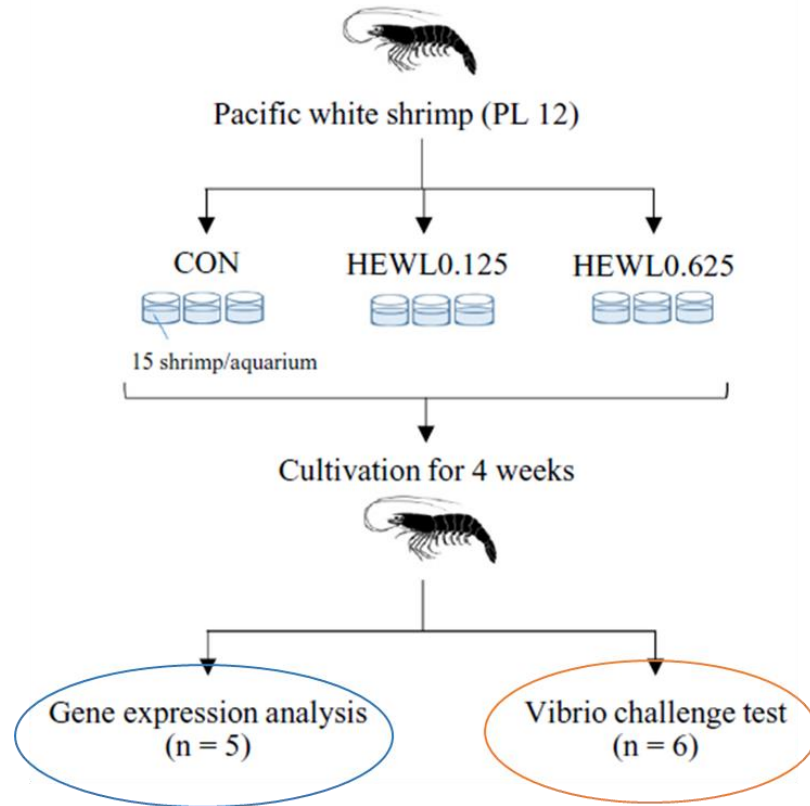 Pacific white shrimp (PL 12)
CON
HEWL0.125
HEWL0.625
15 shrimp/aquarium
Cultivation for 4 weeks
Gene expression analysis
(n = 5)
Vibrio challenge test
(n = 6)